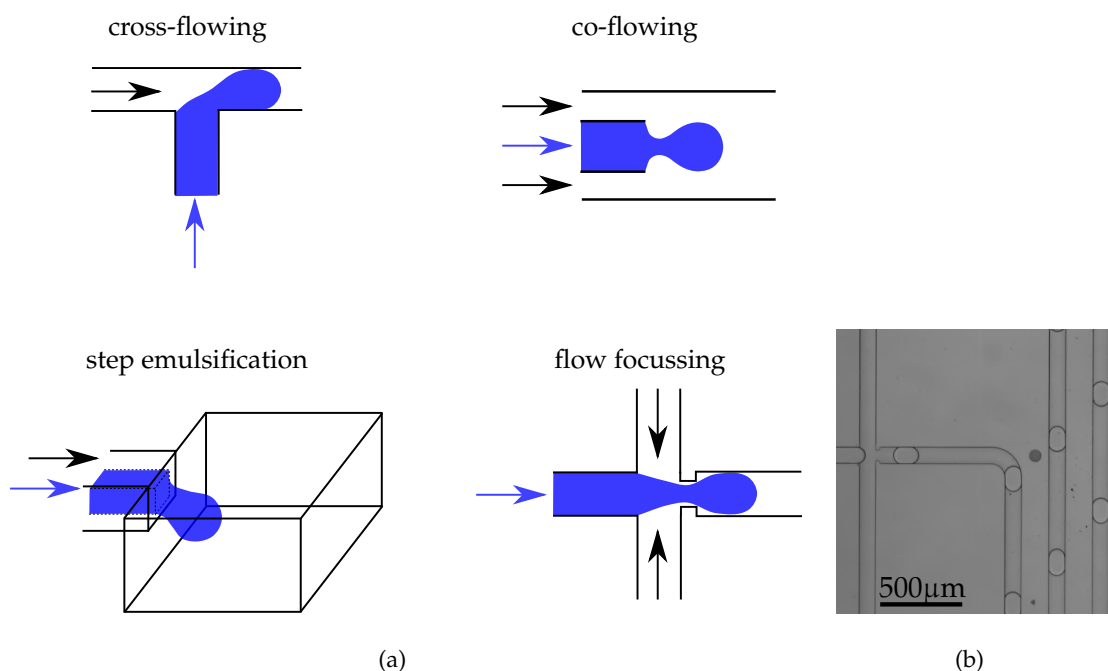 cross-flowing
co-flowing
step emulsification
flow focussing
500µm
(a)
(b)